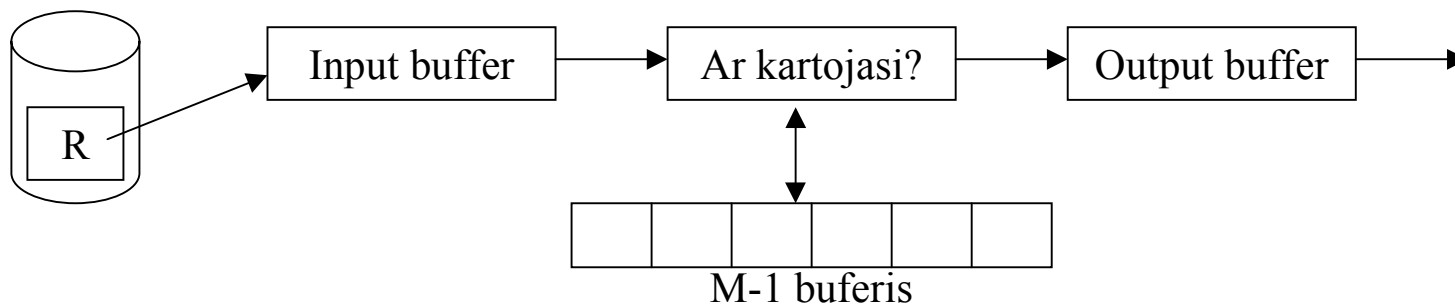 R
Input buffer
Ar kartojasi?
Output buffer
M-1 buferis